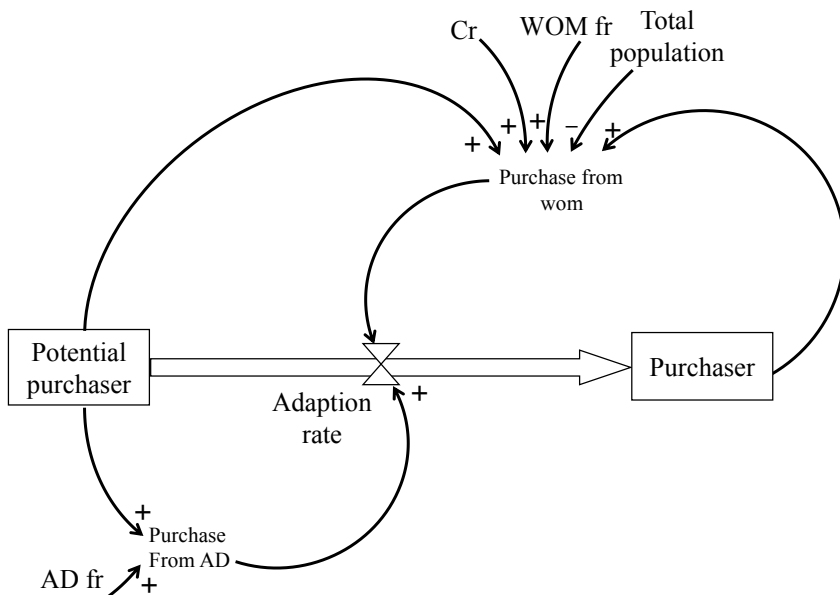 Cr
WOM fr
Total
population
+
+
+
−
+
Purchase from
wom
Potential
purchaser
Purchaser
Adaption
rate
+
+
Purchase
From AD
AD fr
+